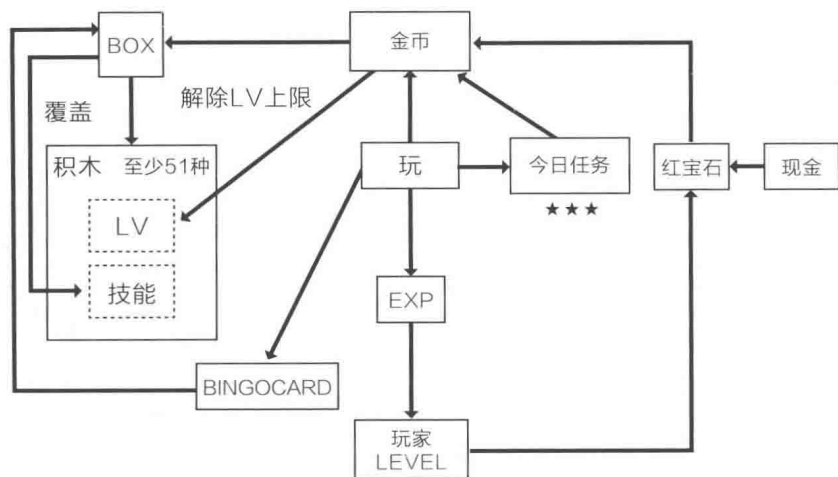 BOX
金币
覆盖
解除LV上限
积木 至少51种
玩
今日任务
★★★
红宝石
现金
LV
技能
EXP
BINGOCARD
玩家
LEVEL